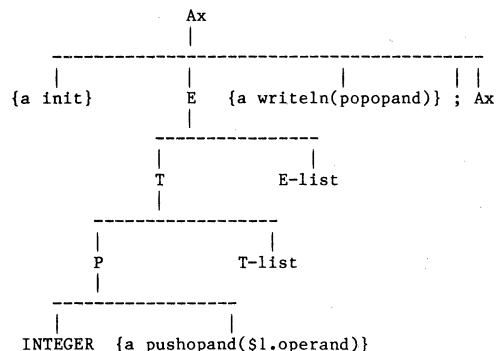 Ax
{a init} E {a writeln(popopand)} ; Ax
T E-list
P T-list
INTEGER {a pushopand($1.operand)}